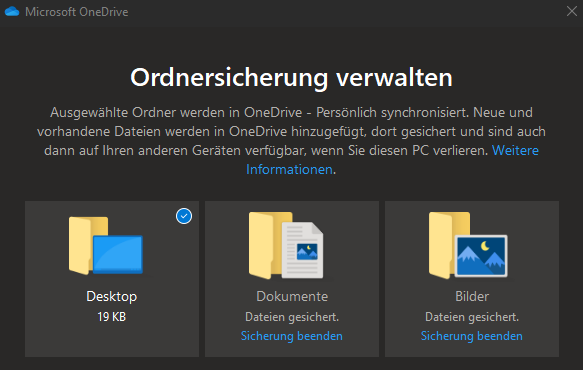 Microsoft OneDrive
Ordnersicherung verwalten
Ausgewählte Ordner werden in OneDrive - Persönlich synchronisiert. Neue und
vorhandene Dateien werden in OneDrive hinzugefügt, dort gesichert und sind auch
dann auf Ihren anderen Geräten verfügbar, wenn Sie diesen PC verlieren. Weitere
Informationen.
Desktop
19 KB
Dokumente
Dateien gesichert.
Sicherung beenden
Bilder
Dateien gesichert.
Sicherung beenden